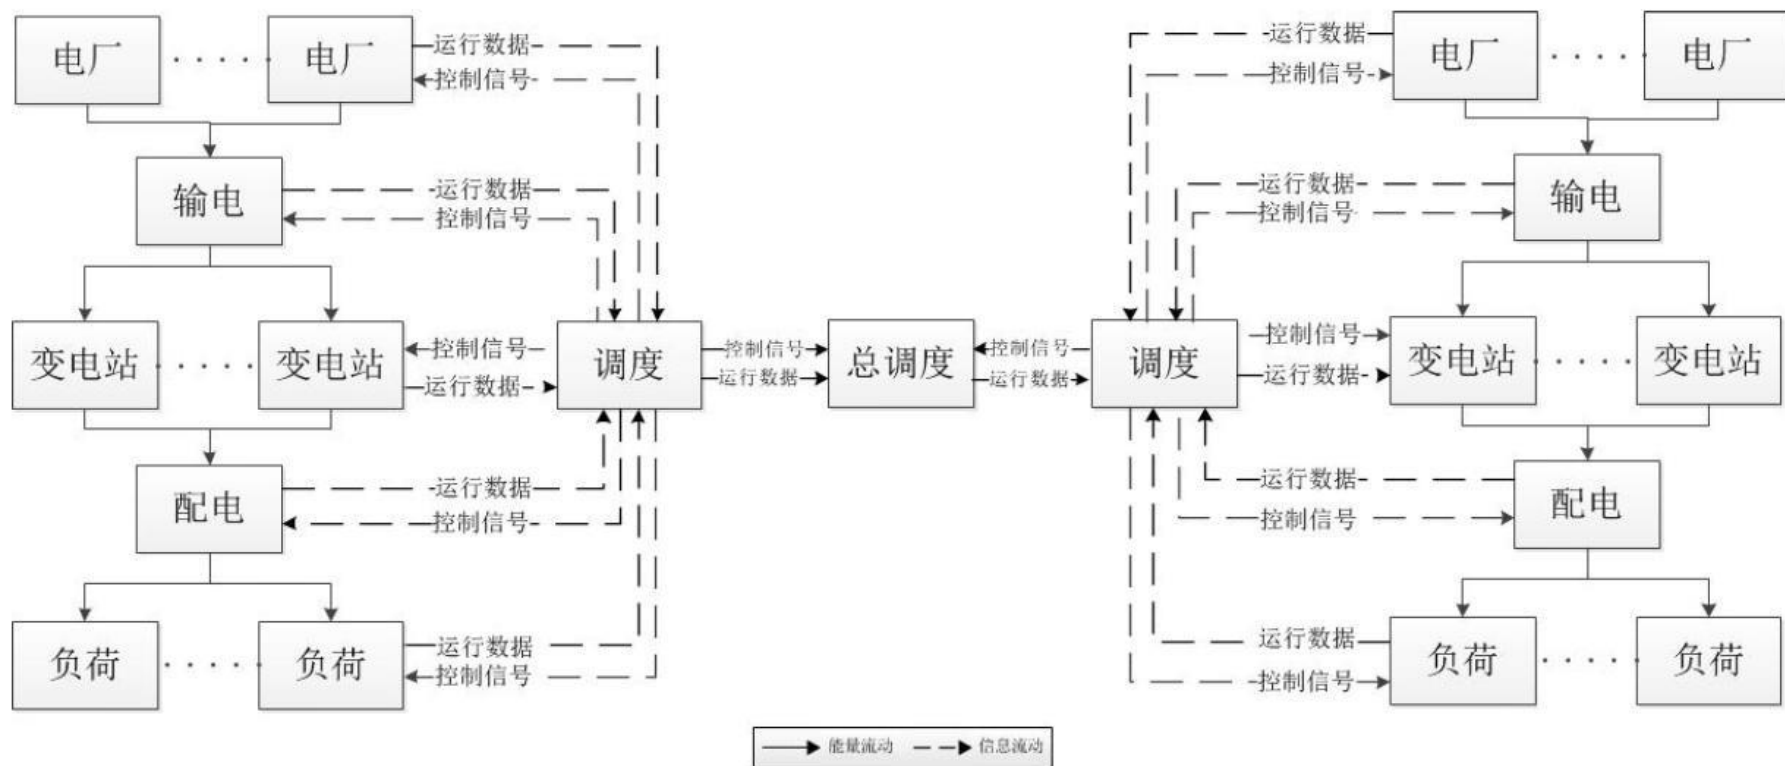 电厂
电厂
运行数据
控制信号
运行数据
控制信号
电厂
电厂
输电
运行数据
控制信号
运行数据
控制信号
输电
变电站
变电站
控制信号
运行数据
调度
控制信号
运行数据
总调度
控制信号
运行数据
调度
控制信号
运行数据
变电站
变电站
配电
运行数据
控制信号
运行数据
控制信号
配电
负荷
负荷
运行数据
控制信号
运行数据
控制信号
负荷
负荷
能量流动
信息流动